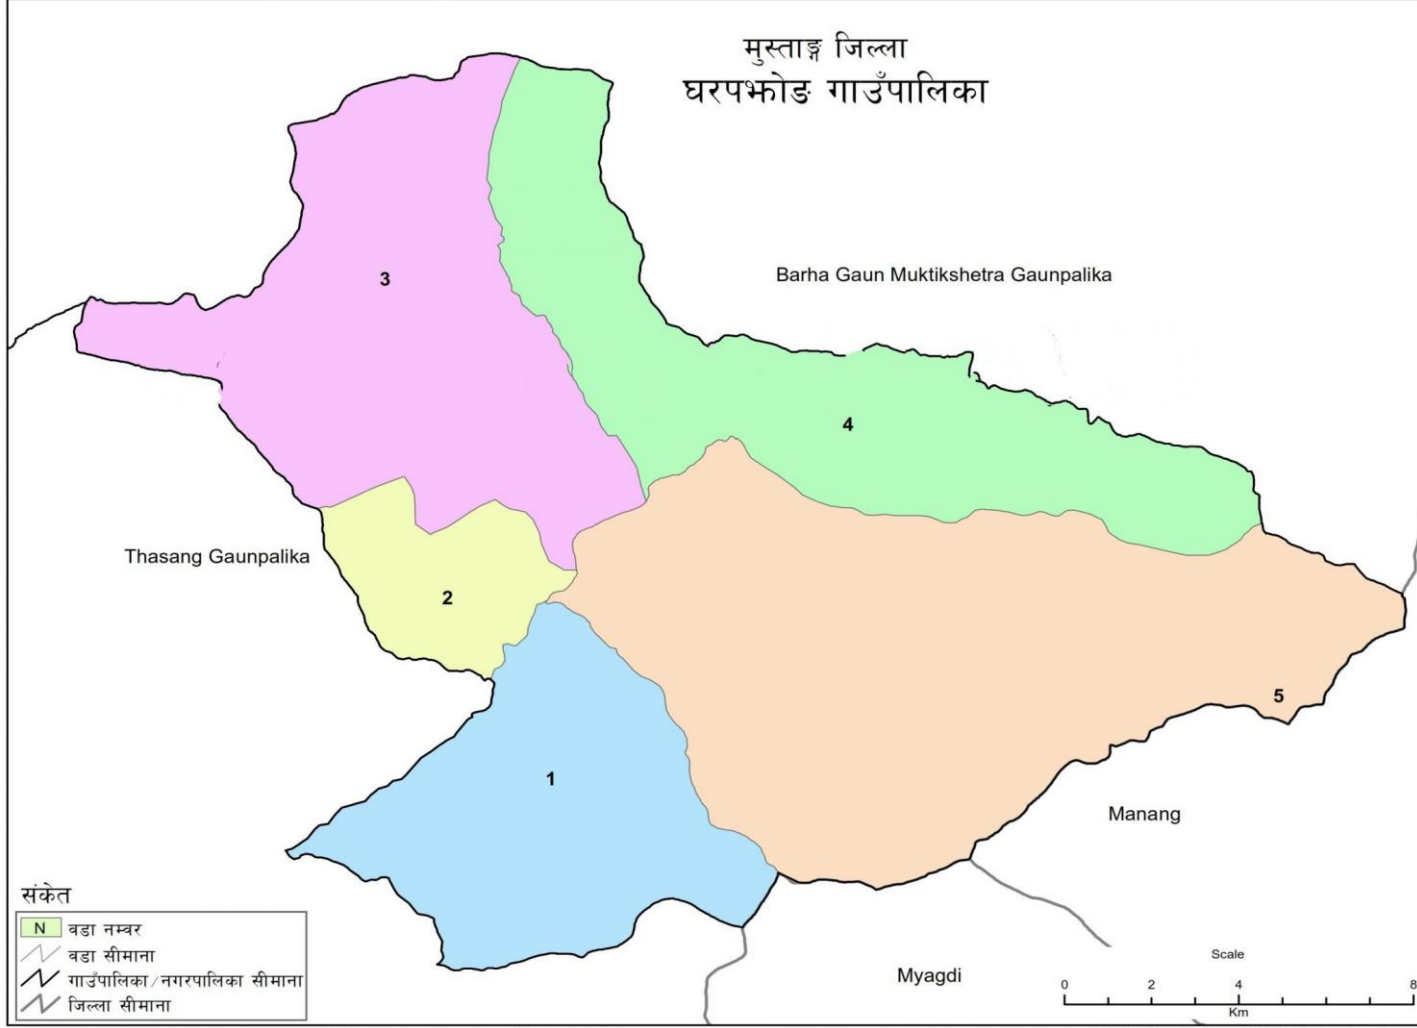 मुस्ताङ्ग जिल्ला
घरपझोङ गाउँपालिका
3
Barha Gaun Muktikshetra Gaunpalika
4
Thasang Gaunpalika
2
5
1
Manang
Myagdi
संकेत
N वडा नम्वर
वडा सीमाना
गाउँपालिका/नगरपालिका सीमाना
जिल्ला सीमाना
Scale
0 2 4 8
Km